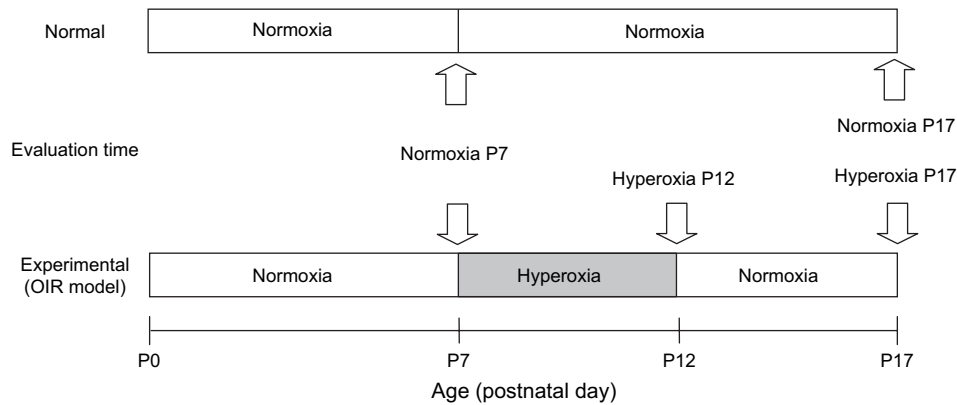 Normal
Normoxia
Normoxia
Normoxia P17
Evaluation time
Normoxia P7
Hyperoxia P12
Hyperoxia P17
Experimental
(OIR model)
Normoxia
Hyperoxia
Normoxia
P0
P7
P12
P17
Age (postnatal day)